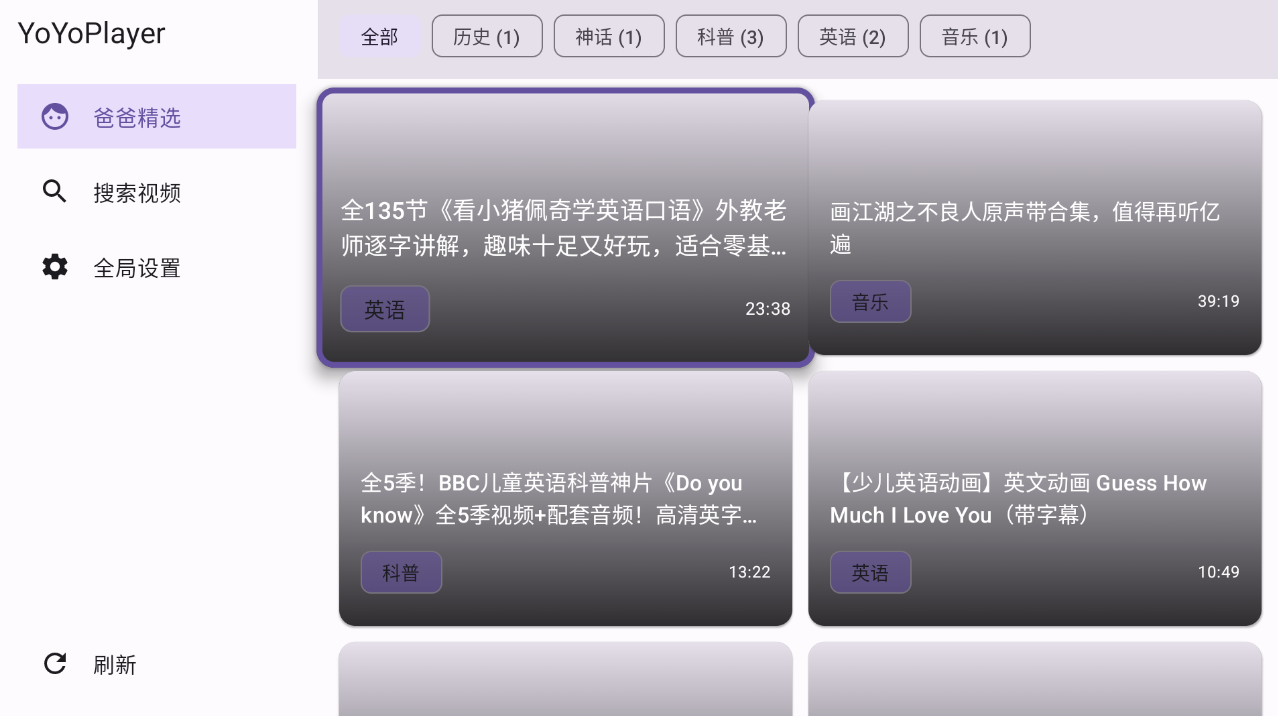 YoYoPlayer
爸爸精选
搜索视频
全局设置
刷新
全部
历史 (1)
神话 (1)
科普 (3)
英语 (2)
音乐 (1)
全135节《看小猪佩奇学英语口语》外教老
师逐字讲解，趣味十足又好玩，适合零基…
英语
23:38
画江湖之不良人原声带合集，值得再听亿
遍
音乐
39:19
全5季！BBC儿童英语科普神片《Do you
know》全5季视频+配套音频！高清英字…
科普
13:22
【少儿英语动画】英文动画 Guess How
Much I Love You（带字幕）
英语
10:49